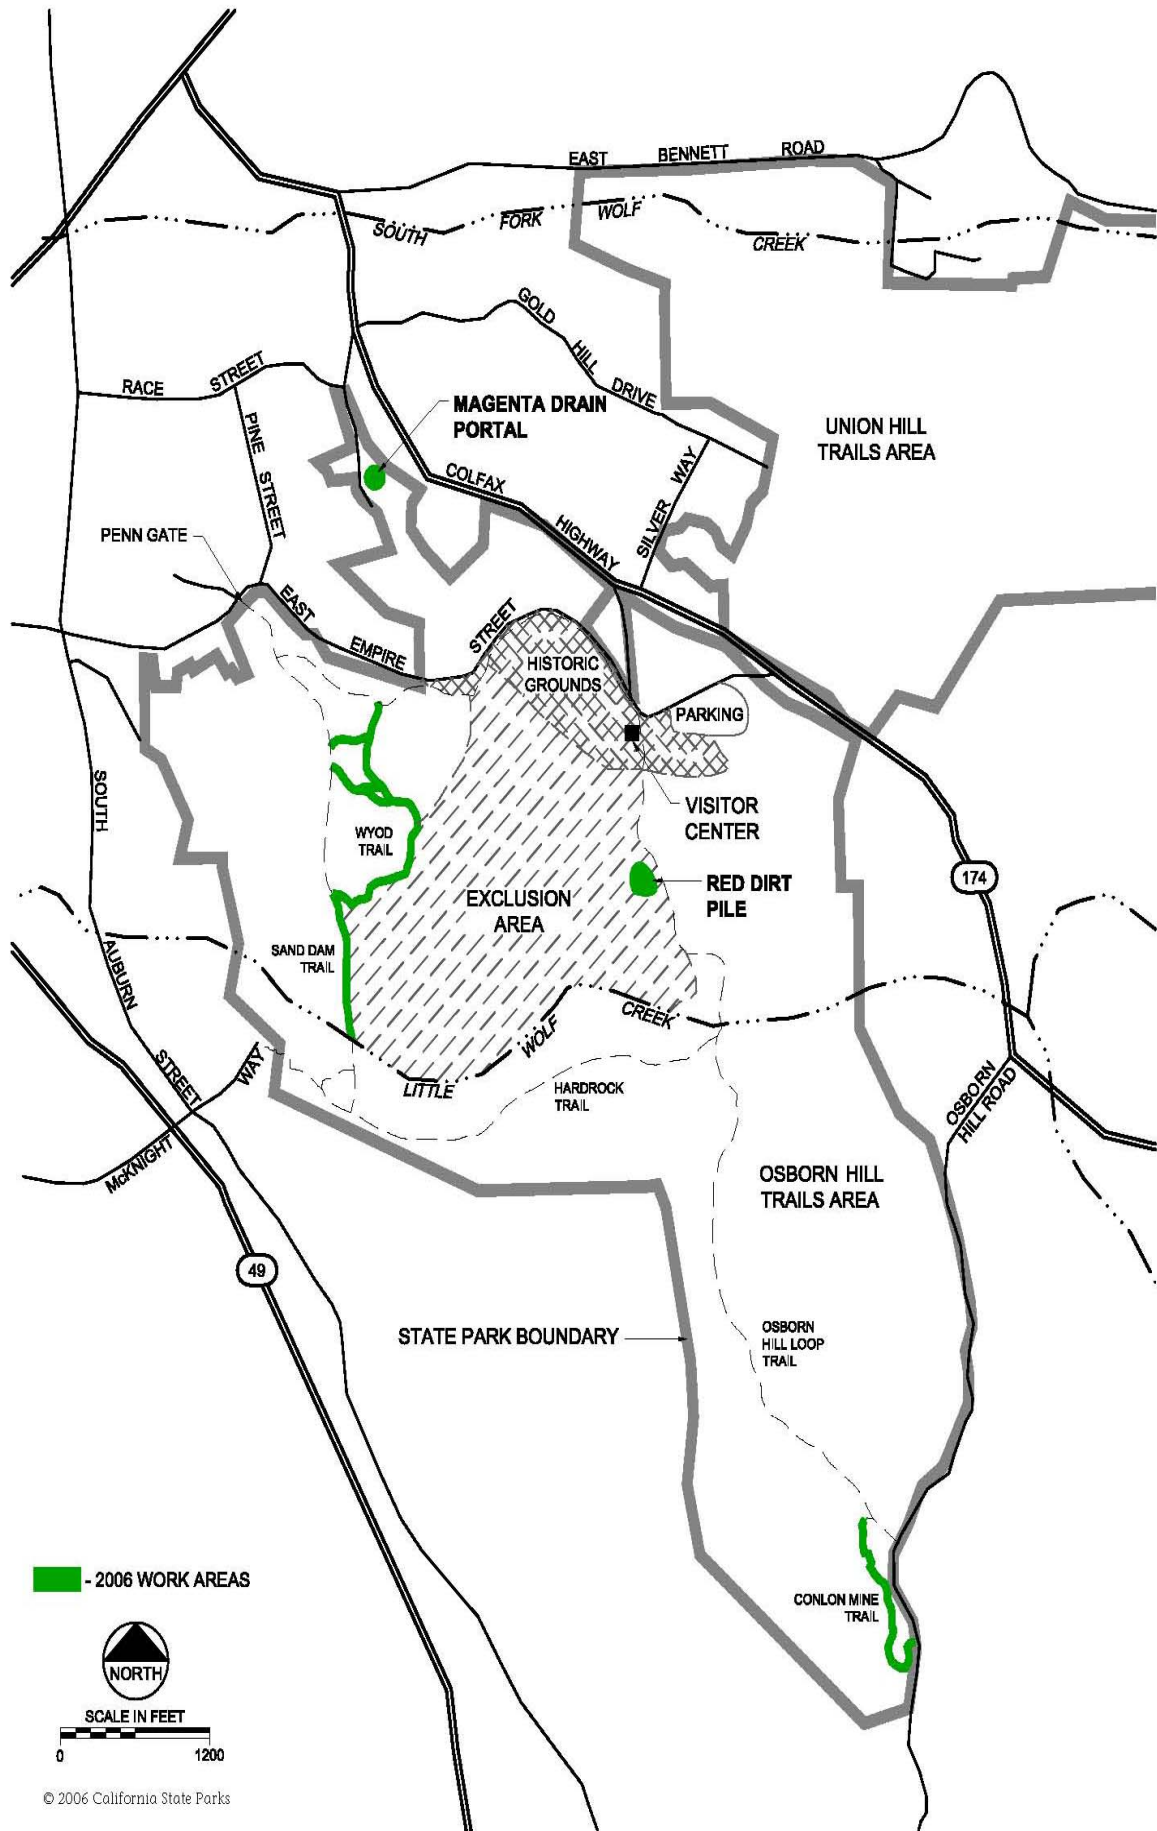 EAST BENNETT ROAD
SOUTH FORK WOLF CREEK
GOLD HILL DRIVE
RACE STREET
MAGENTA DRAIN
PORTAL
UNION HILL
TRAILS AREA
PINE STREET
COLFAX HIGHWAY
SILVER WAY
PENN GATE
EAST EMPIRE STREET
HISTORIC
GROUNDS
PARKING
VISITOR
CENTER
SOUTH AUBURN STREET
WYOD
TRAIL
174
RED DIRT
PILE
EXCLUSION
AREA
SAND DAM
TRAIL
LITTLE WOLF CREEK
McKNIGHT WAY
HARDROCK
TRAIL
OSBORN
HILL ROAD
OSBORN HILL
TRAILS AREA
49
STATE PARK BOUNDARY
OSBORN
HILL LOOP
TRAIL
- 2006 WORK AREAS
CONLON MINE
TRAIL
NORTH
SCALE IN FEET
0 1200
© 2006 California State Parks